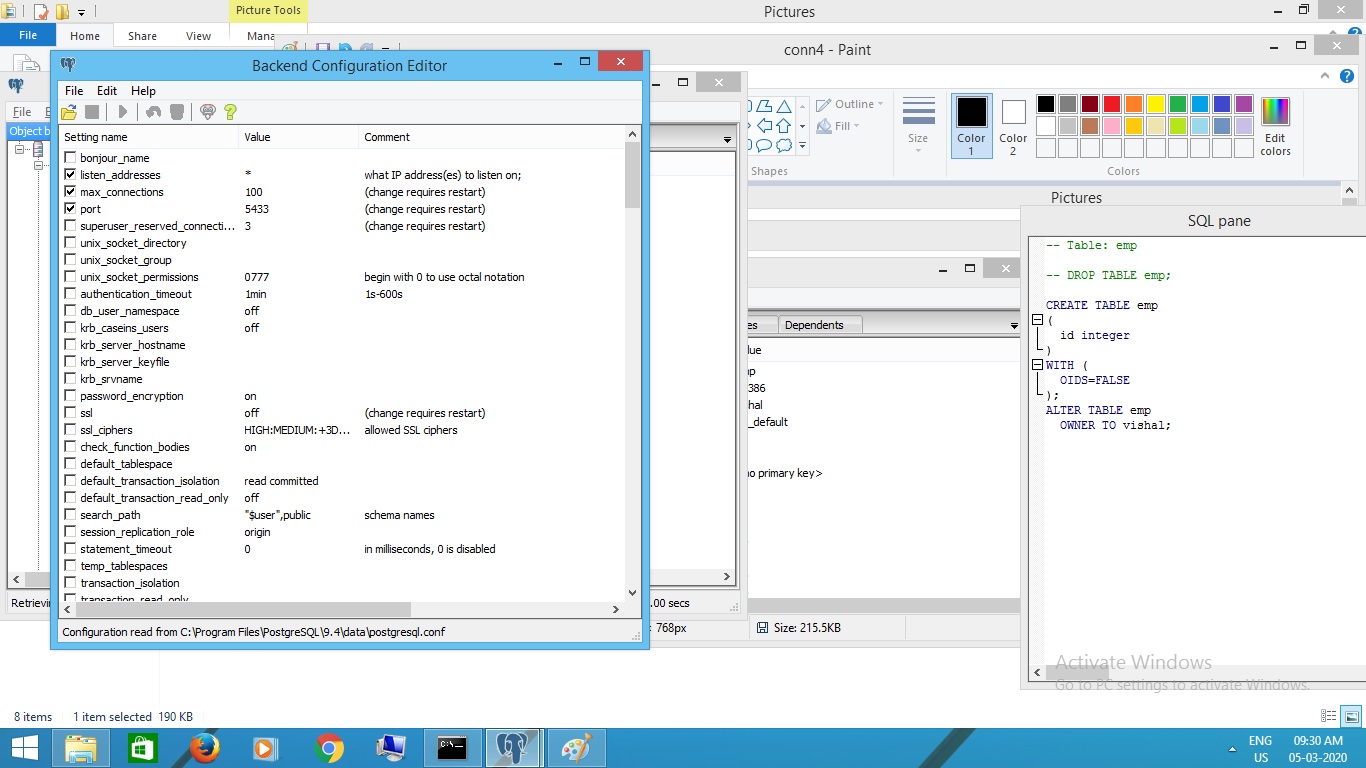 Picture Tools
Pictures
File Home Share View Mana
conn4 - Paint
Backend Configuration Editor
File Edit Help
File
Object b
Setting name Value Comment
bonjour_name
listen_addresses * what IP address(es) to listen on;
max_connections 100 (change requires restart)
port 5433 (change requires restart)
superuser_reserved_connecti... 3 (change requires restart)
unix_socket_directory
unix_socket_group
unix_socket_permissions 0777 begin with 0 to use octal notation
authentication_timeout 1min 1s-600s
db_user_namespace off
krb_caseins_users off
krb_server_hostname
krb_server_keyfile
krb_srvname
password_encryption on
ssl off (change requires restart)
ssl_ciphers HIGH:MEDIUM:+3D... allowed SSL ciphers
check_function_bodies on
default_tablespace
default_transaction_isolation read committed
default_transaction_read_only off
search_path "$user",public schema names
session_replication_role origin
statement_timeout 0 in milliseconds, 0 is disabled
temp_tablespaces
transaction_isolation
transaction_read_only
Configuration read from C:\Program Files\PostgreSQL\9.4\data\postgresql.conf
Retrievin
.00 secs
Outline
Fill
Shapes
Size
Color 1
Color 2
Edit colors
Colors
Pictures
es Dependents
lue
p
386
hal
_default
o primary key>
768px
Size: 215.5KB
SQL pane
-- Table: emp
-- DROP TABLE emp;
CREATE TABLE emp
(
id integer
)
WITH (
OIDS=FALSE
);
ALTER TABLE emp
OWNER TO vishal;
Activate Windows
Go to PC settings to activate Windows.
8 items 1 item selected 190 KB
ENG 09:30 AM
US 05-03-2020